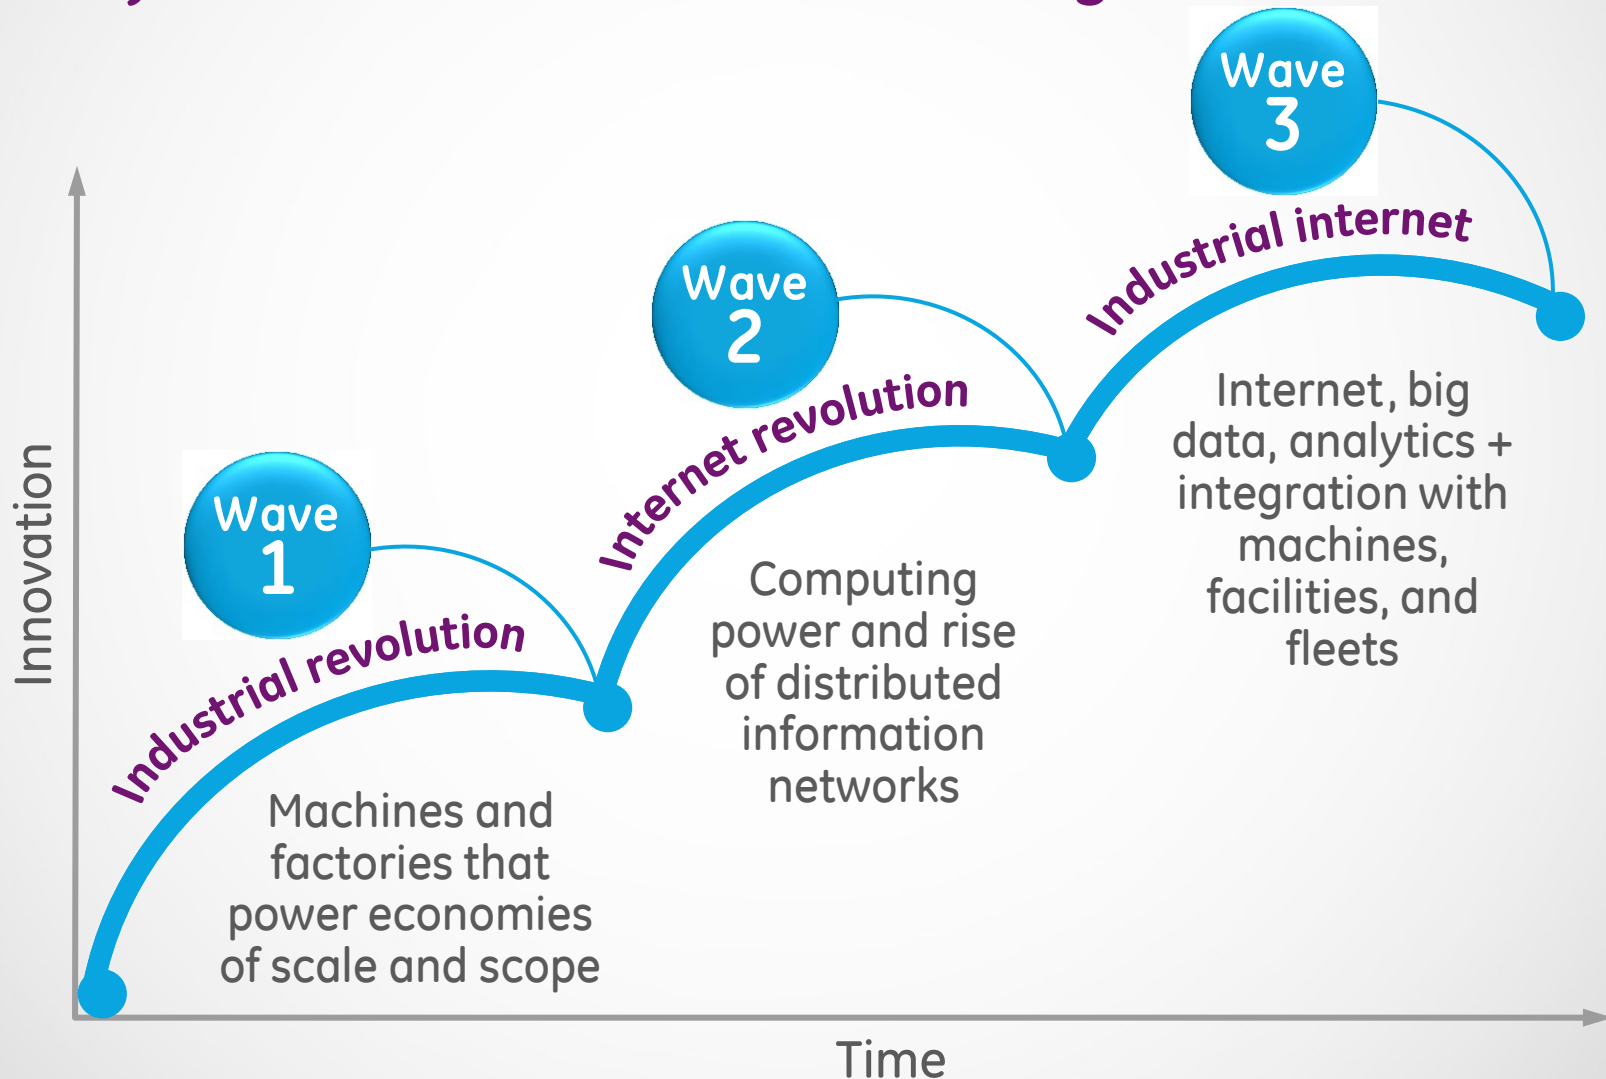 Wave
3
Industrial internet
Wave
2
Internet, big
data, analytics +
integration with
machines,
facilities, and
fleets
Internet revolution
Wave
1
Computing
power and rise
of distributed
information
networks
Industrial revolution
Machines and
factories that
power economies
of scale and scope
Innovation
Time